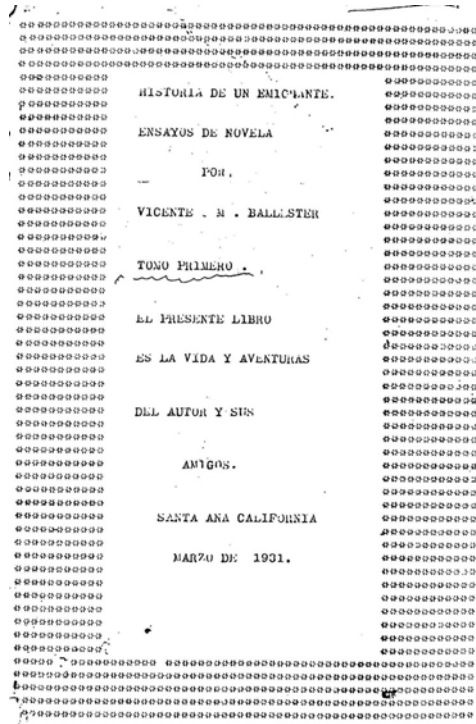 HISTORIA DE UN EMIGRANTE.
ENSAYOS DE NOVELA
POR.
VICENTE . M . BALLESTER
TOMO PRIMERO .
EL PRESENTE LIBRO
ES LA VIDA Y AVENTURAS
DEL AUTOR Y SUS
AMIGOS.
SANTA ANA CALIFORNIA
MARZO DE 1931.